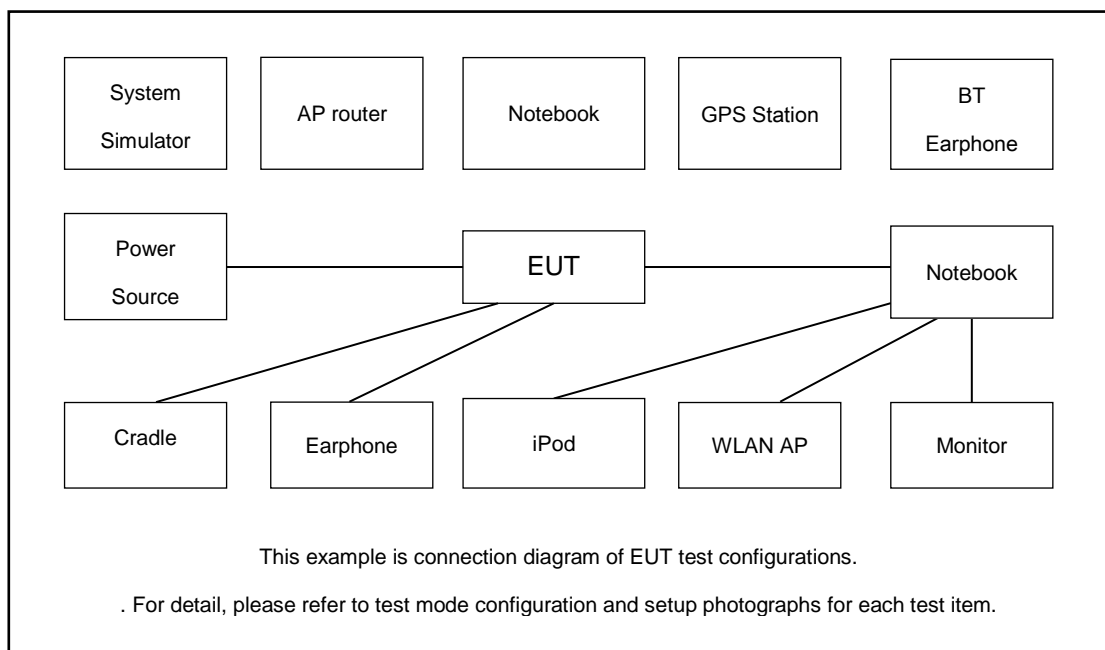 System
Simulator
AP router
Notebook
GPS Station
BT
Earphone
Power
Source
EUT
Notebook
Cradle
Earphone
iPod
WLAN AP
Monitor
This example is connection diagram of EUT test configurations.
. For detail, please refer to test mode configuration and setup photographs for each test item.